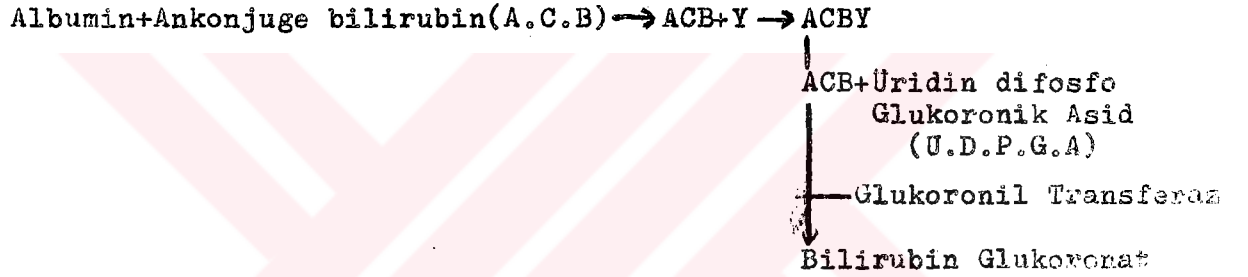 Albumin+Ankonjuge bilirubin(A.C.B)→ACB+Y→ACBY
ACB+Üridin difosfo
Glukoronik Asid
(Ü.D.P.G.A)
Glukoronil Transferaz
Bilirubin Glukoronat